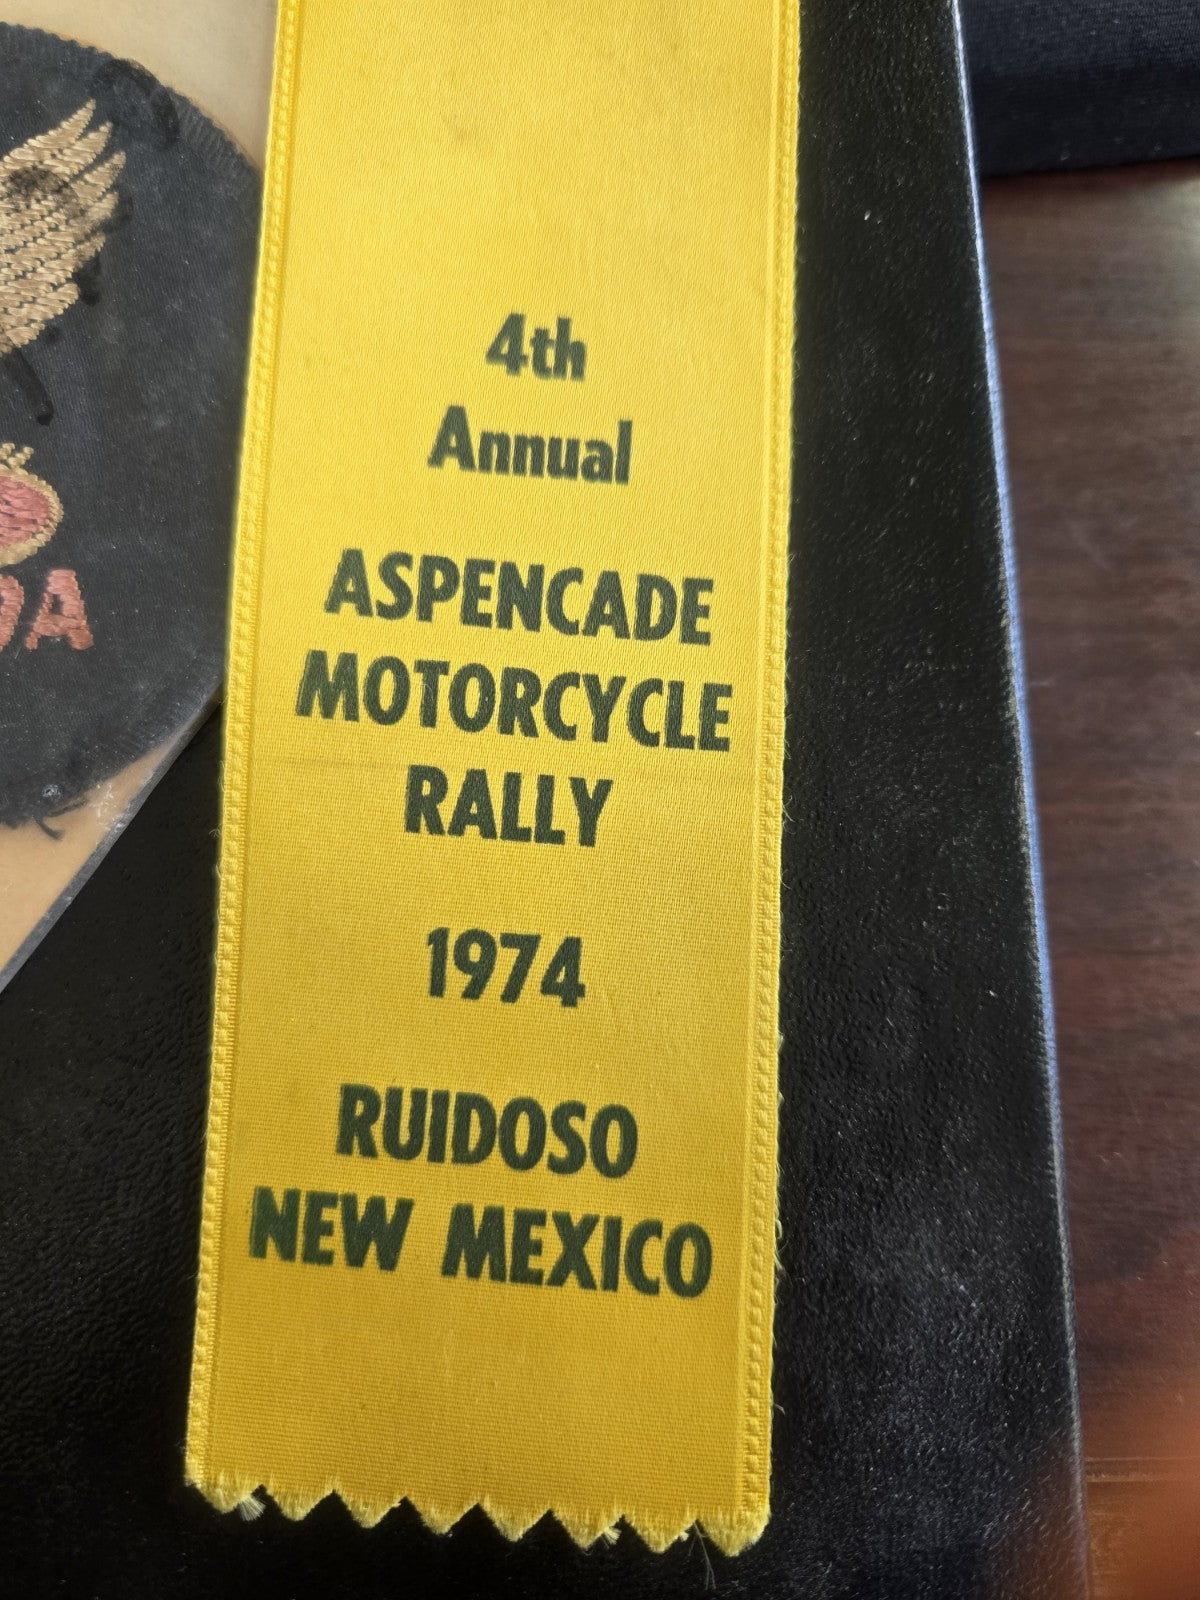 4th
Annual
ASPENCADE
MOTORCYCLE
RALLY
1974
RUIDOSO
NEW MEXICO